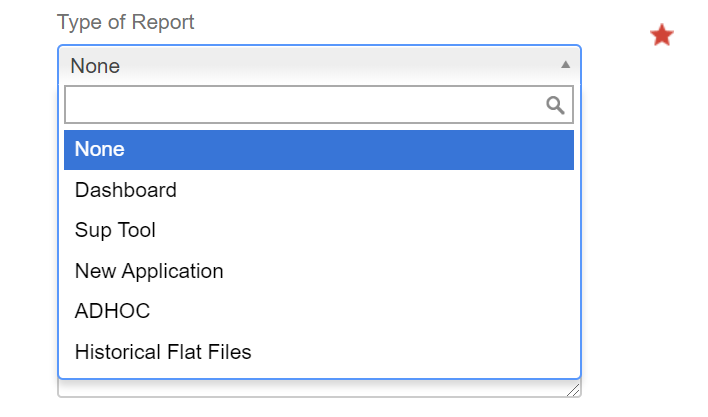 Type of Report
None
None
Dashboard
Sup Tool
New Application
ADHOC
Historical Flat Files